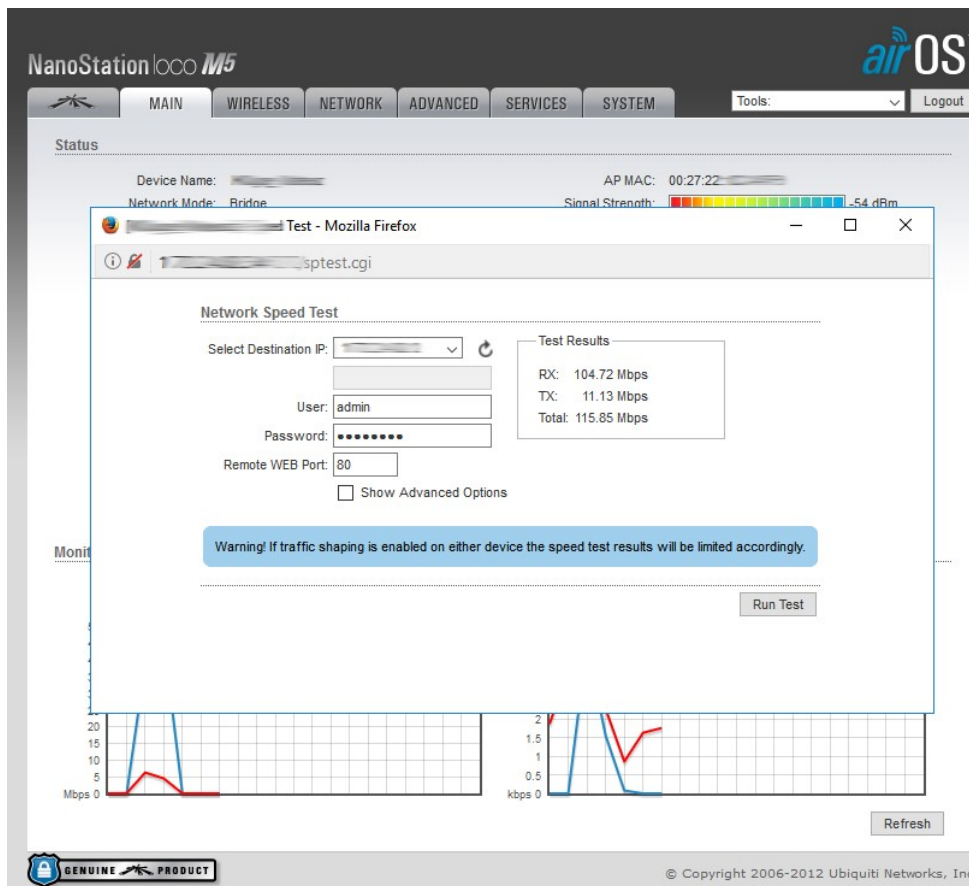 NanoStation loco M5
airOS
MAIN WIRELESS NETWORK ADVANCED SERVICES SYSTEM Tools: Logout
Status
Device Name: AP MAC: 00:27:22
Network Mode: Bridge Signal Strength: -54 dBm
Test - Mozilla Firefox
sptest.cgi
Network Speed Test
Select Destination IP:
User: admin
Password: ••••••••
Remote WEB Port: 80
Show Advanced Options
Test Results
RX: 104.72 Mbps
TX: 11.13 Mbps
Total: 115.85 Mbps
Warning! If traffic shaping is enabled on either device the speed test results will be limited accordingly.
Run Test
Monit
20
15
10
5
Mbps 0
2
1.5
1
0.5
kbps 0
Refresh
GENUINE PRODUCT
© Copyright 2006-2012 Ubiquiti Networks, Inc